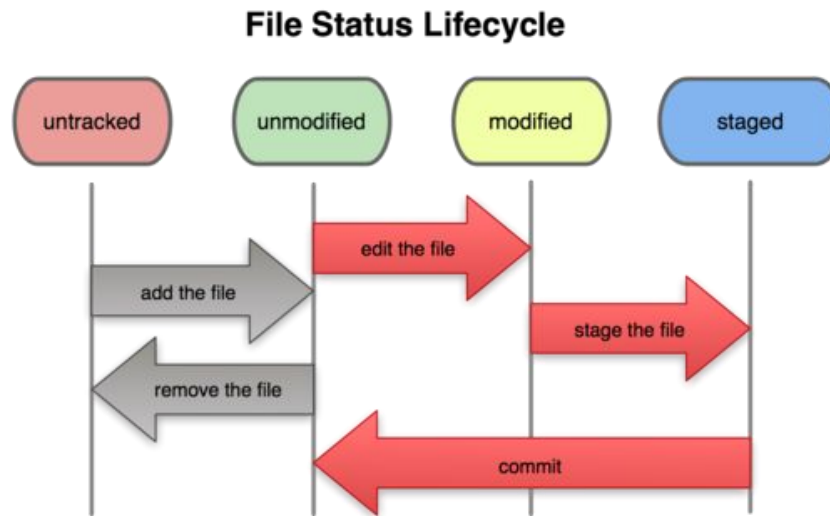 File Status Lifecycle
untracked
unmodified
modified
staged
edit the file
add the file
stage the file
remove the file
commit